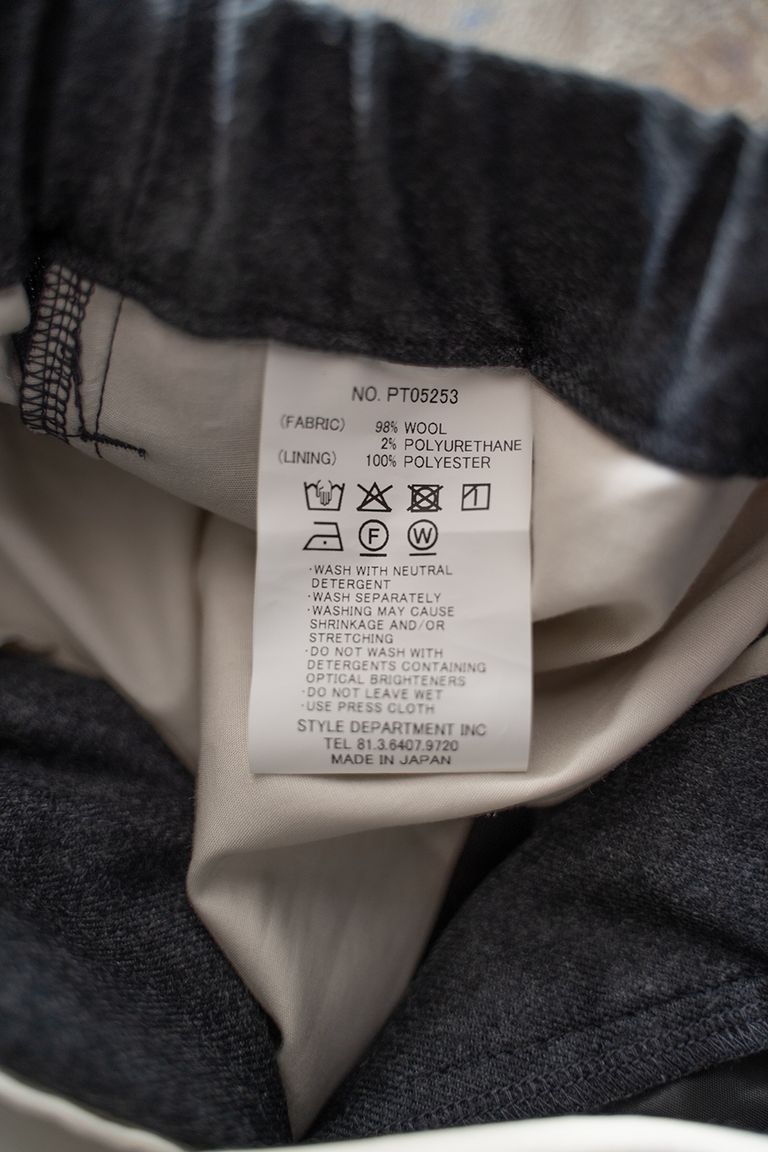 NO. PT05253
(FABRIC) 98% WOOL
2% POLYURETHANE
(LINING) 100% POLYESTER
F W
·WASH WITH NEUTRAL
DETERGENT
·WASH SEPARATELY
·WASHING MAY CAUSE
SHRINKAGE AND/OR
STRETCHING
·DO NOT WASH WITH
DETERGENTS CONTAINING
OPTICAL BRIGHTENERS
·DO NOT LEAVE WET
·USE PRESS CLOTH
STYLE DEPARTMENT INC
TEL 81.3.6407.9720
MADE IN JAPAN